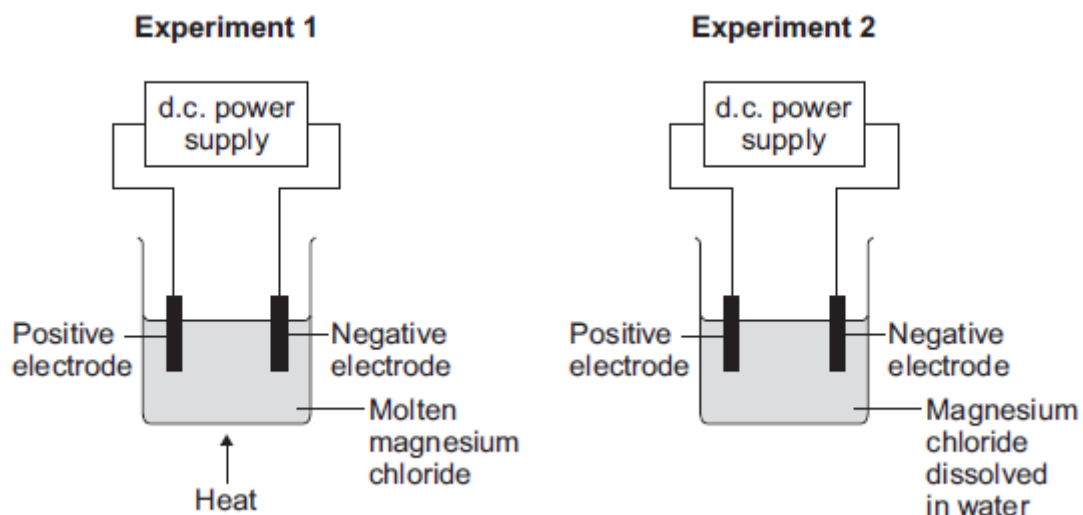 Experiment 1
d.c. power
supply
Positive
electrode
Negative
electrode
Molten
magnesium
chloride
Heat
Experiment 2
d.c. power
supply
Positive
electrode
Negative
electrode
Magnesium
chloride
dissolved
in water